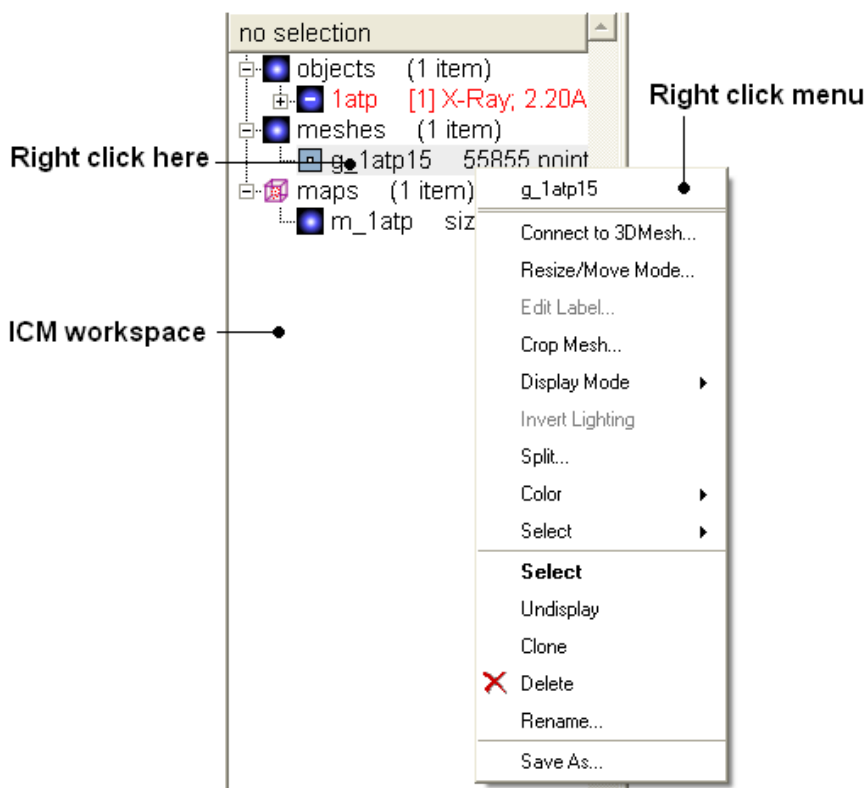 no selection
objects (1 item)
1atp [1] X-Ray; 2.20A
Right click menu
meshes (1 item)
Right click here
g_1atp15 55855 point
maps (1 item)
m_1atp siz
g_1atp15
Connect to 3DMesh...
Resize/Move Mode...
Edit Label...
ICM workspace
Crop Mesh...
Display Mode
Invert Lighting
Split...
Color
Select
Select
Undisplay
Clone
Delete
Rename...
Save As...